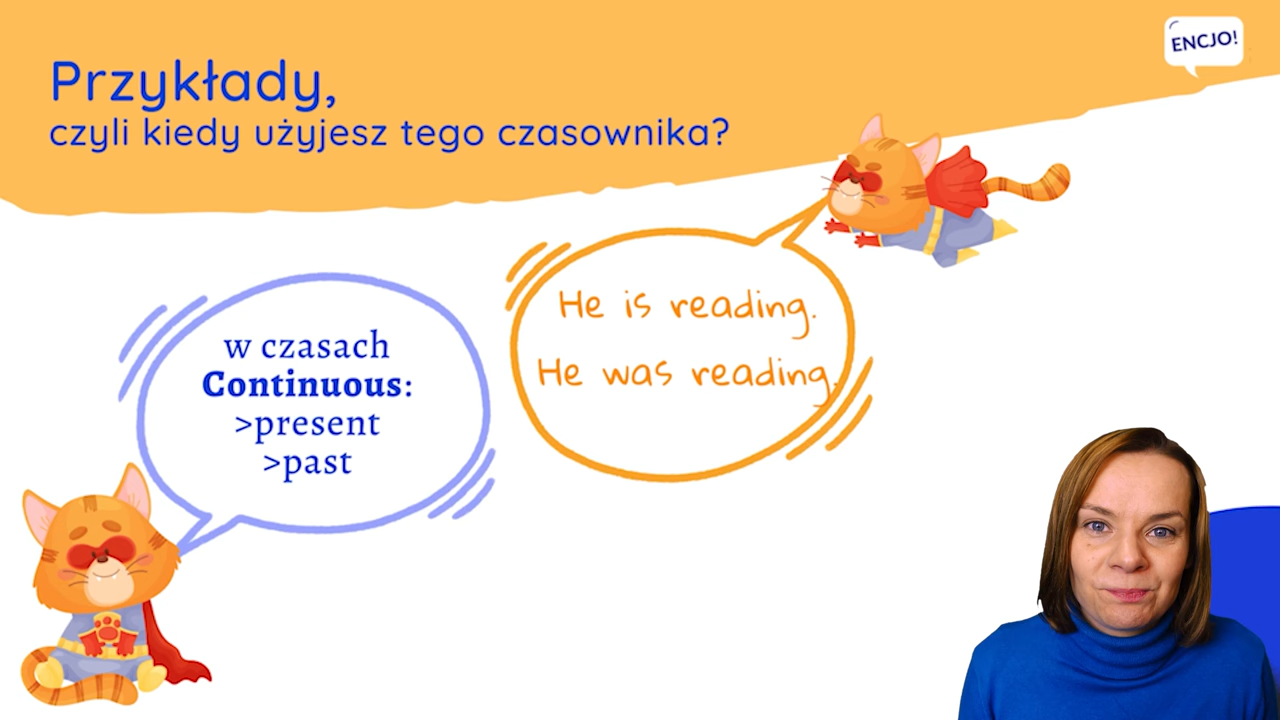 Przykłady,
czyli kiedy użyjesz tego czasownika?
ENCJO!
He is reading.
He was reading.
w czasach
Continuous:
>present
>past